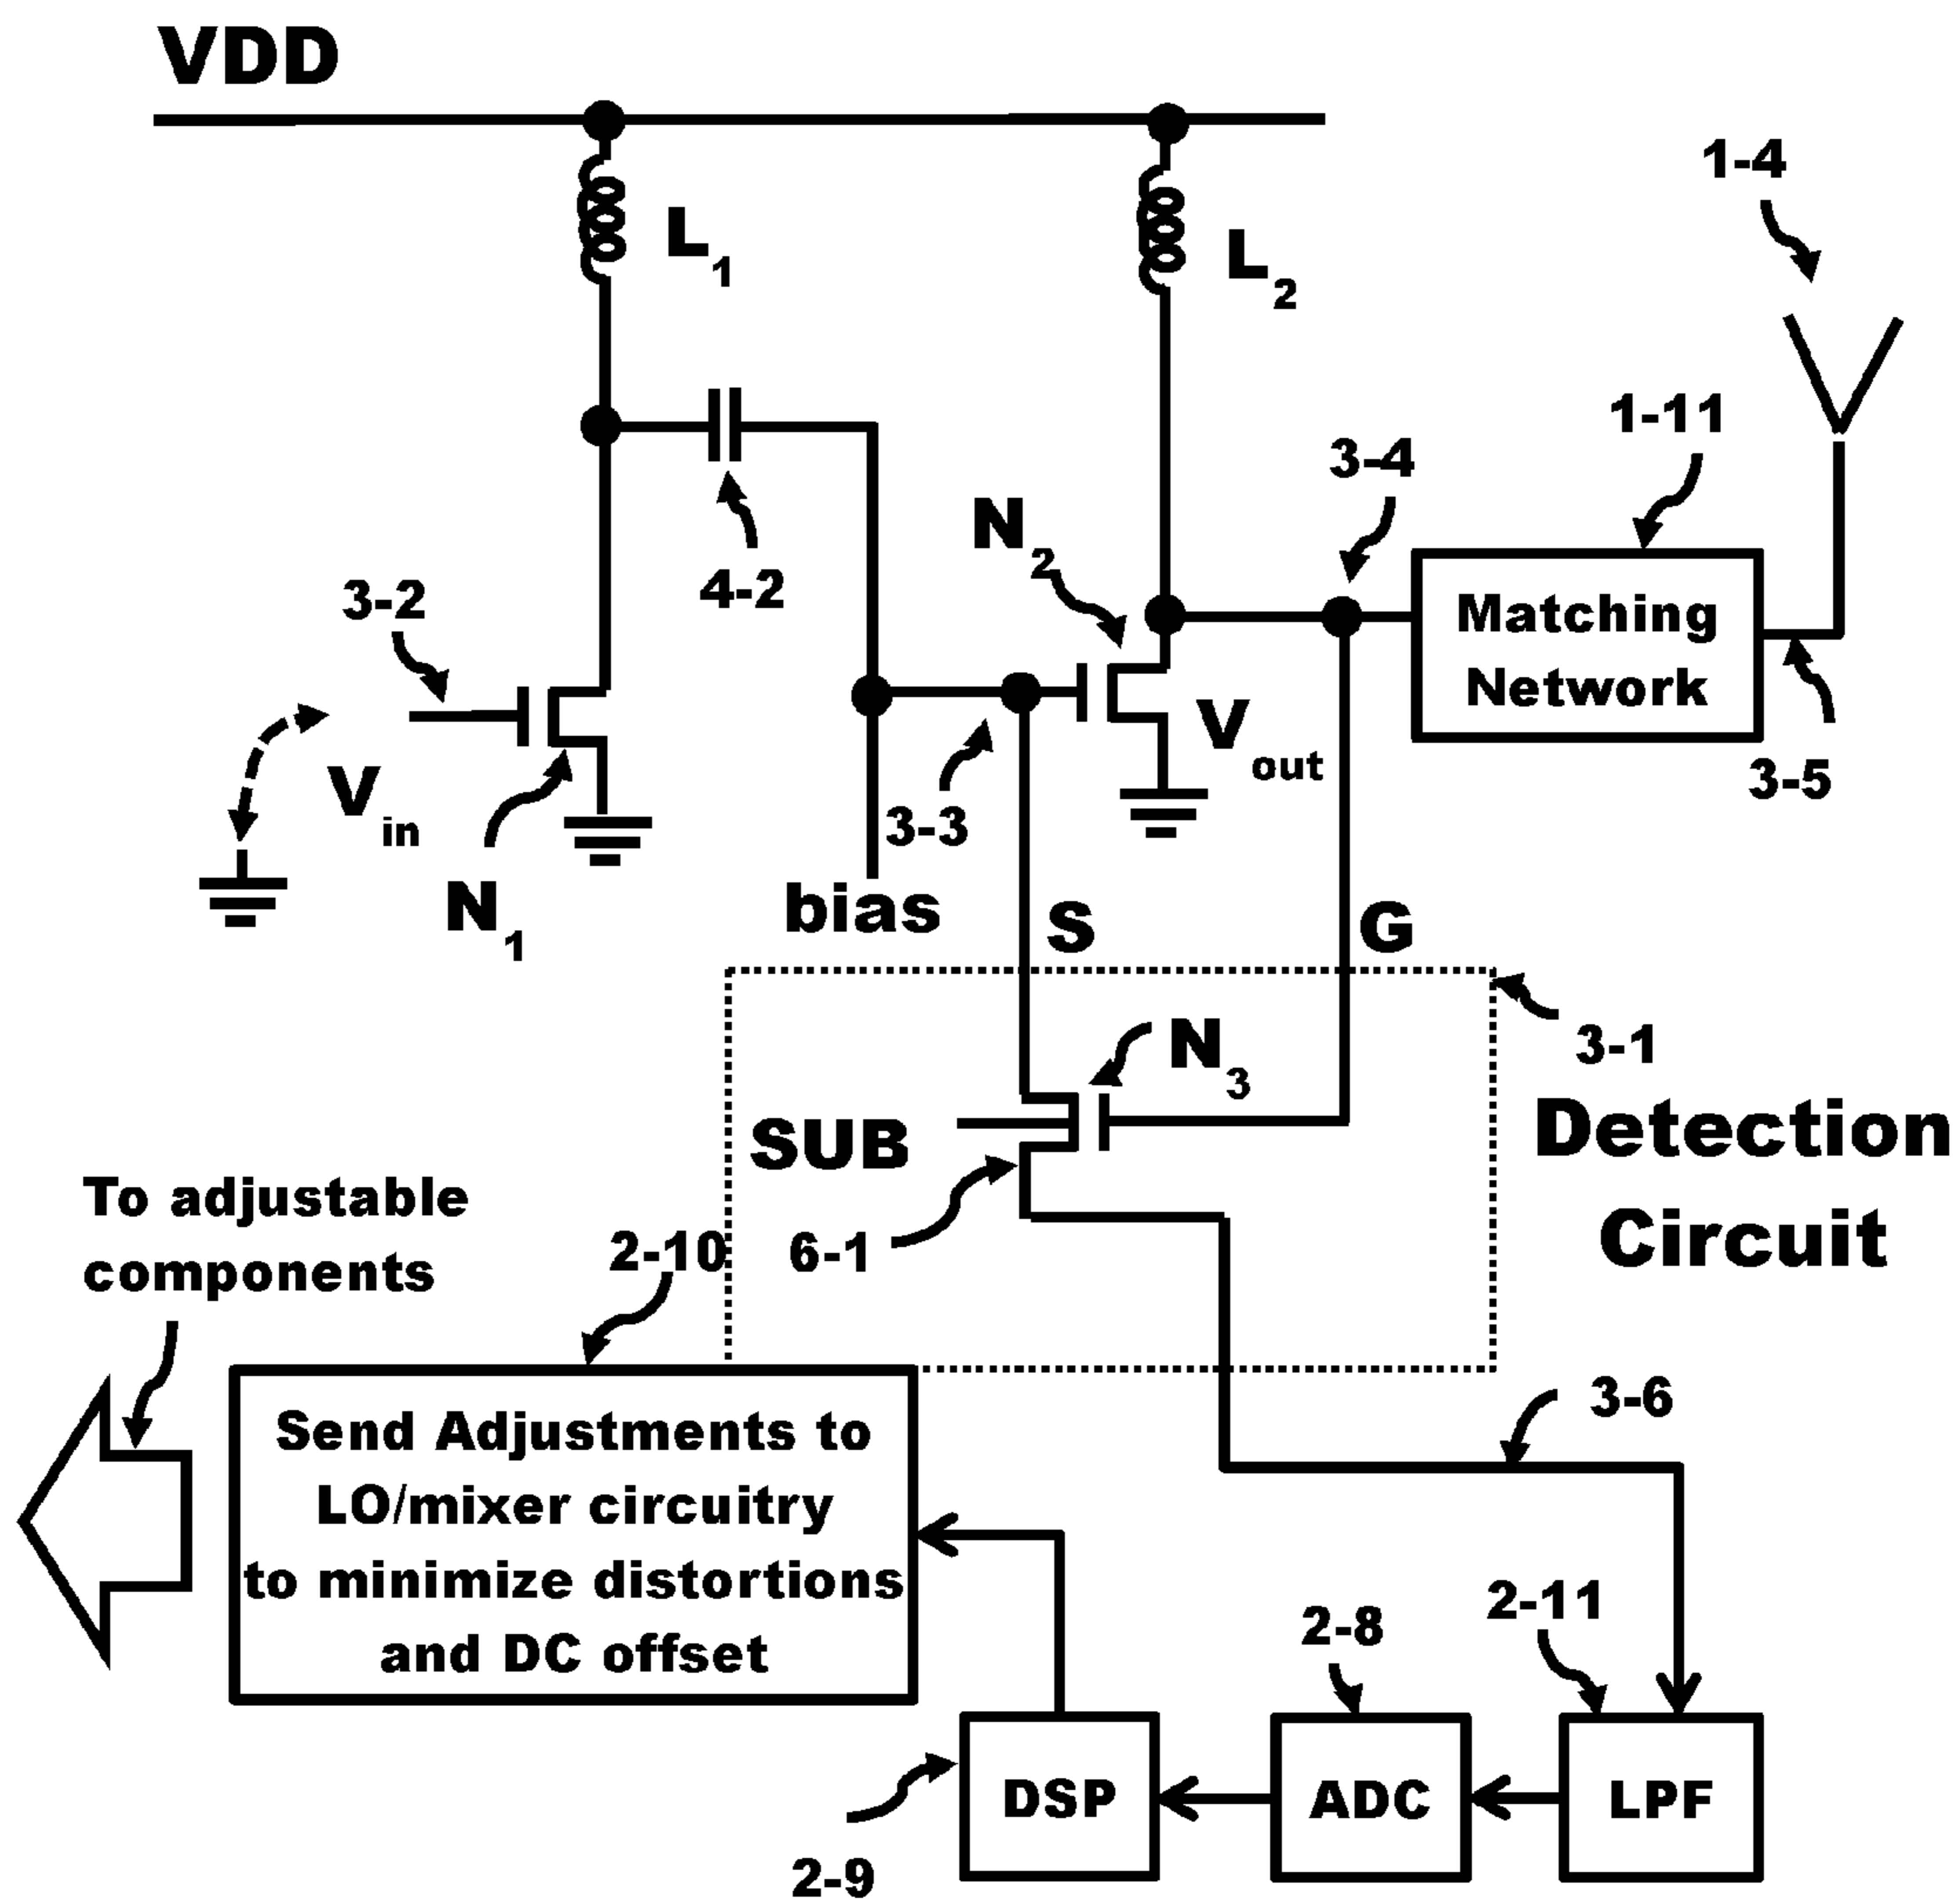 VDD
L1
L2
1-4
1-11
3-4
N2
4-2
3-2
Matching
Network
Vin
Vout
3-5
3-3
N1
bias
S
G
N3
3-1
Detection
Circuit
SUB
6-1
To adjustable
components
2-10
3-6
Send Adjustments to
LO/mixer circuitry
to minimize distortions
and DC offset
2-11
2-8
DSP
ADC
LPF
2-9